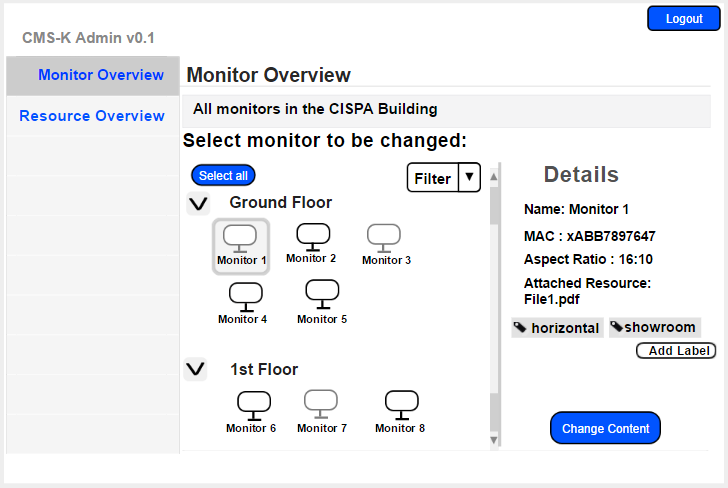 Logout
CMS-K Admin v0.1
Monitor Overview
Resource Overview
Monitor Overview
All monitors in the CISPA Building
Select monitor to be changed:
Select all
Filter
Ground Floor
Monitor 1
Monitor 2
Monitor 3
Monitor 4
Monitor 5
1st Floor
Monitor 6
Monitor 7
Monitor 8
Details
Name: Monitor 1
MAC : xABB7897647
Aspect Ratio : 16:10
Attached Resource:
File1.pdf
horizontal
showroom
Add Label
Change Content